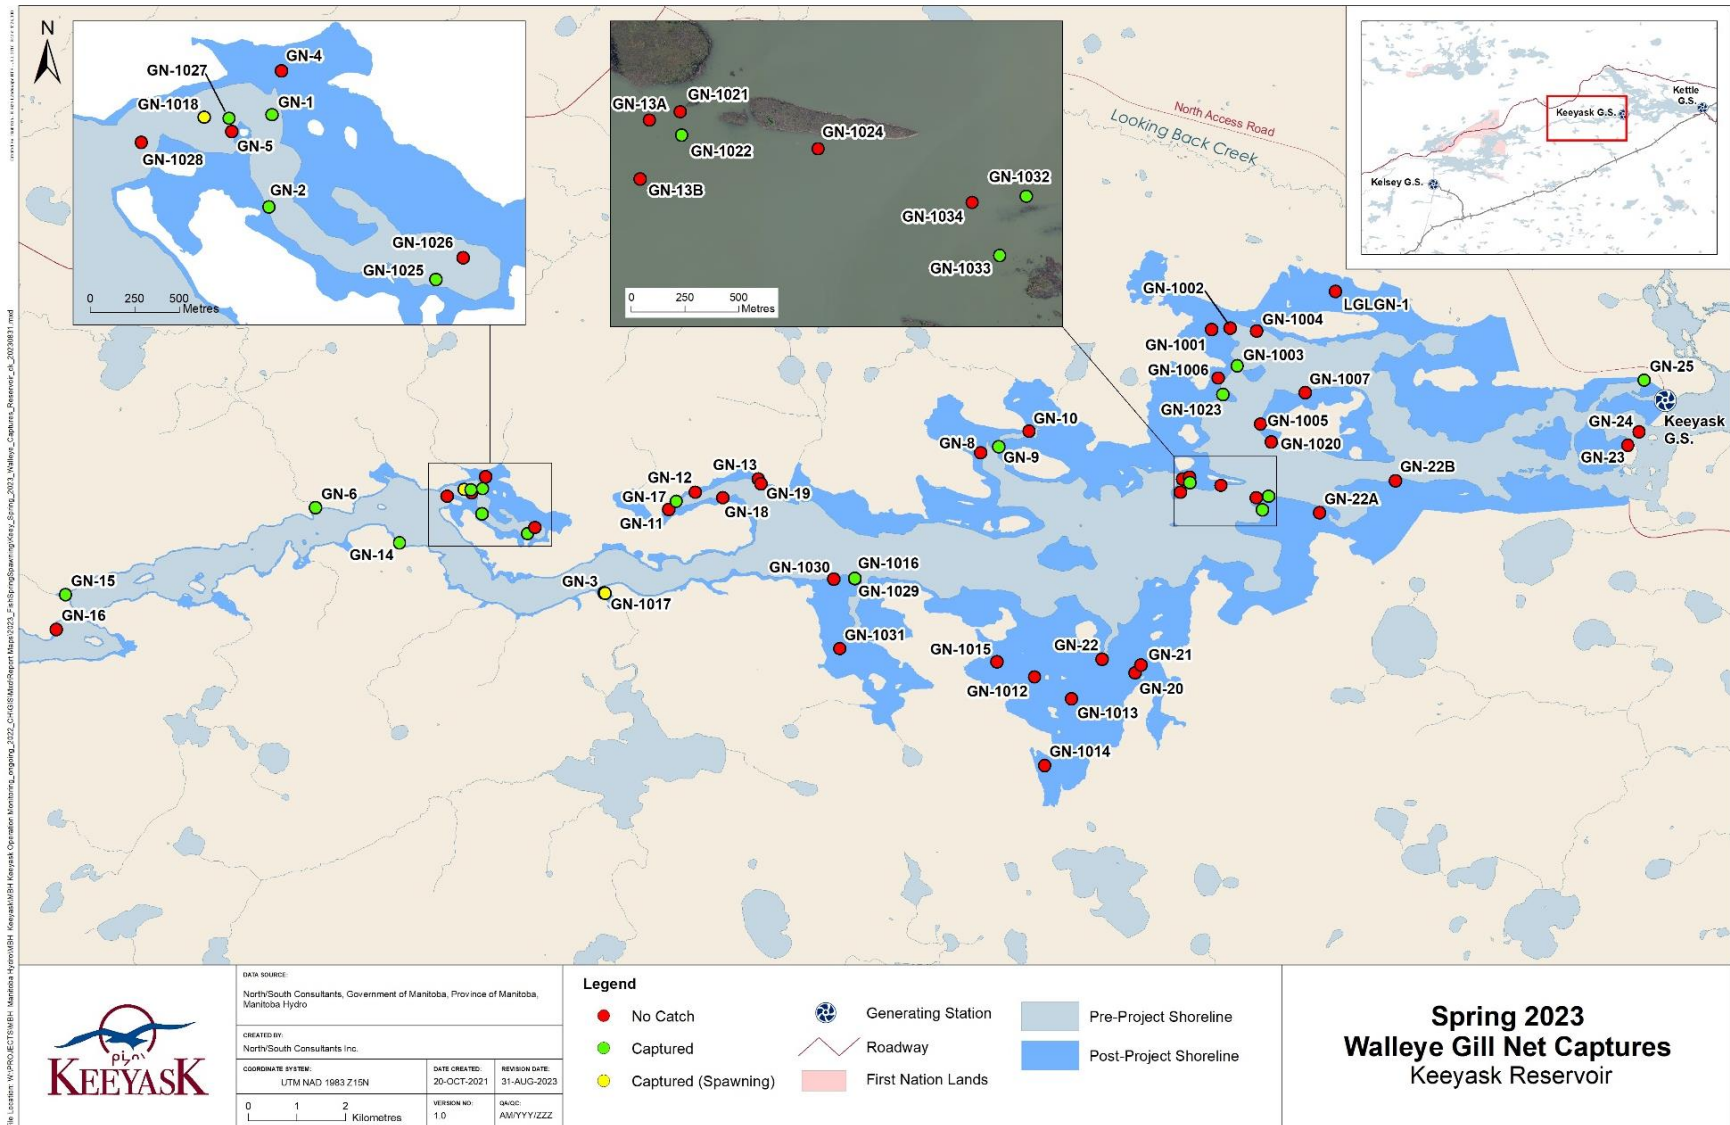 N
GN-4
GN-1027
GN-1018
GN-1
GN-5
GN-1028
GN-2
GN-1026
GN-1025
0 250 500
Metres
GN-13A
GN-1021
GN-1022
GN-1024
GN-13B
GN-1032
GN-1034
GN-1033
0 250 500
Metres
North Access Road
Looking Back Creek
Kettle
G.S.
Keeyask G.S.
Kelsey G.S.
GN-1002
LGLGN-1
GN-1004
GN-1001
GN-1003
GN-1006
GN-1007
GN-1023
GN-1005
GN-1020
GN-25
Keeyask
G.S.
GN-24
GN-23
GN-22B
GN-22A
GN-10
GN-8
GN-9
GN-13
GN-12
GN-19
GN-17
GN-18
GN-11
GN-6
GN-14
GN-15
GN-16
GN-3
GN-1017
GN-1030
GN-1016
GN-1029
GN-1031
GN-1015
GN-22
GN-21
GN-20
GN-1012
GN-1013
GN-1014
KEEYASK
DATA SOURCE:
North/South Consultants, Government of Manitoba, Province of Manitoba,
Manitoba Hydro
CREATED BY:
North/South Consultants Inc.
COORDINATE SYSTEM:
UTM NAD 1983 Z15N
DATE CREATED:
20-OCT-2021
REVISION DATE:
31-AUG-2023
0 1 2
Kilometres
VERSION NO:
1.0
QA/QC:
AM/YYY/ZZZ
Legend
No Catch
Captured
Captured (Spawning)
Generating Station
Roadway
First Nation Lands
Pre-Project Shoreline
Post-Project Shoreline
Spring 2023
Walleye Gill Net Captures
Keeyask Reservoir